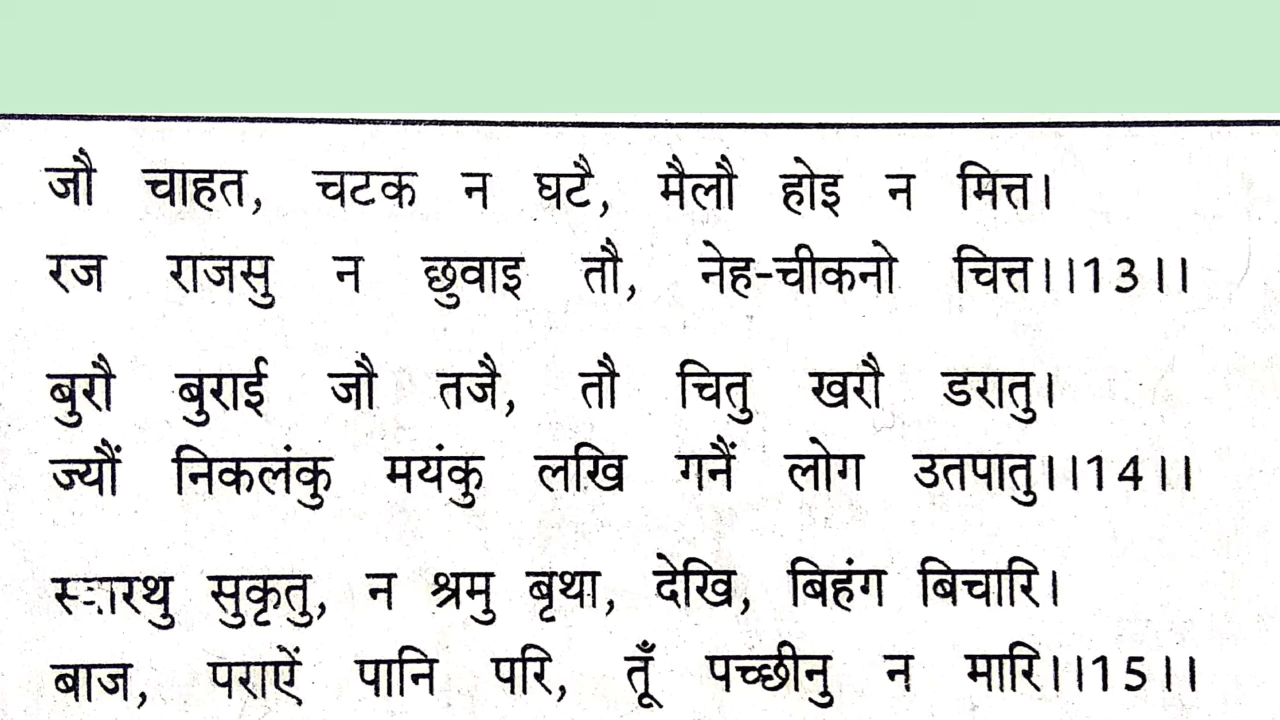 जौ चाहत, चटक न घटै, मैलौ होइ न मित्त।
रज राजसु न छुवाइ तौ, नेह-चीकनो चित्त।।13।।
बुरौ बुराई जौ तजै, तौ चितु खरौ डरातु।
ज्यौं निकलंकु मयंकु लखि गनैं लोग उतपातु।।14।।
सुकृतु, न श्रमु बृथा, देखि, बिहंग बिचारि।
बाज, पराऐं पानि परि, तूँ पच्छीनु न मारि।।15।।